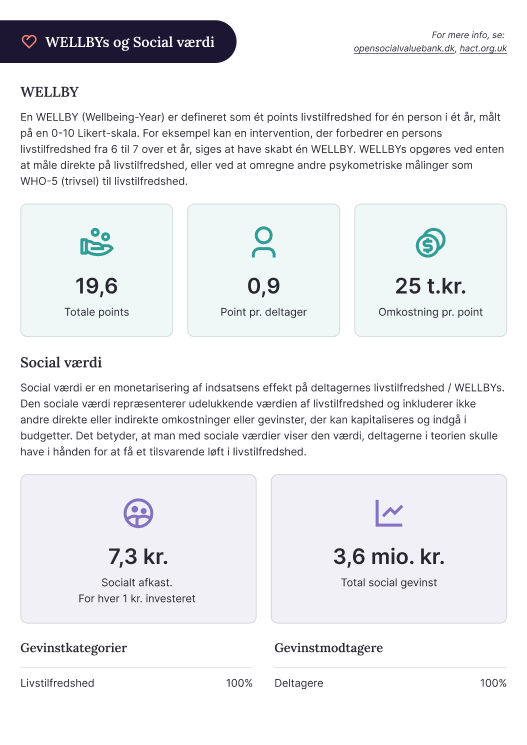 WELLBYs og Social værdi
For mere info, se:
opensocialvaluebank.dk, hact.org.uk
WELLBY
En WELLBY (Wellbeing-Year) er defineret som ét points livstilfredshed for én person i ét år, målt
på en 0-10 Likert-skala. For eksempel kan en intervention, der forbedrer en persons
livstilfredshed fra 6 til 7 over et år, siges at have skabt én WELLBY. WELLBYs opgøres ved enten
at måle direkte på livstilfredshed, eller ved at omregne andre psykometriske målinger som
WHO-5 (trivsel) til livstilfredshed.
19,6
Totale points
0,9
Point pr. deltager
25 t.kr.
Omkostning pr. point
Social værdi
Social værdi er en monetarisering af indsatsens effekt på deltagernes livstilfredshed / WELLBYs.
Den sociale værdi repræsenterer udelukkende værdien af livstilfredshed og inkluderer ikke
andre direkte eller indirekte omkostninger eller gevinster, der kan kapitaliseres og indgå i
budgetter. Det betyder, at man med sociale værdier viser den værdi, deltagerne i teorien skulle
have i hånden for at få et tilsvarende løft i livstilfredshed.
7,3 kr.
Socialt afkast.
For hver 1 kr. investeret
3,6 mio. kr.
Total social gevinst
Gevinstkategorier
Livstilfredshed 100%
Gevinstmodtagere
Deltagere 100%